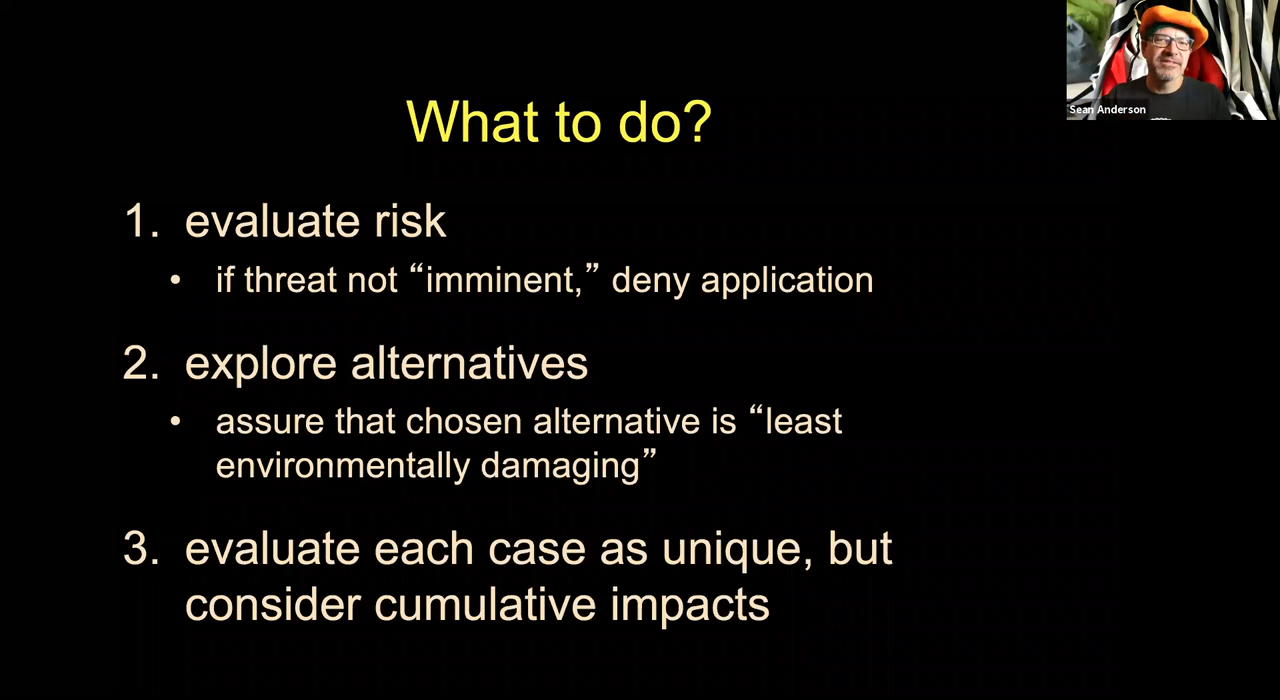 What to do?
Sean Anderson
1. evaluate risk
• if threat not “imminent,” deny application
2. explore alternatives
• assure that chosen alternative is “least
environmentally damaging”
3. evaluate each case as unique, but
consider cumulative impacts